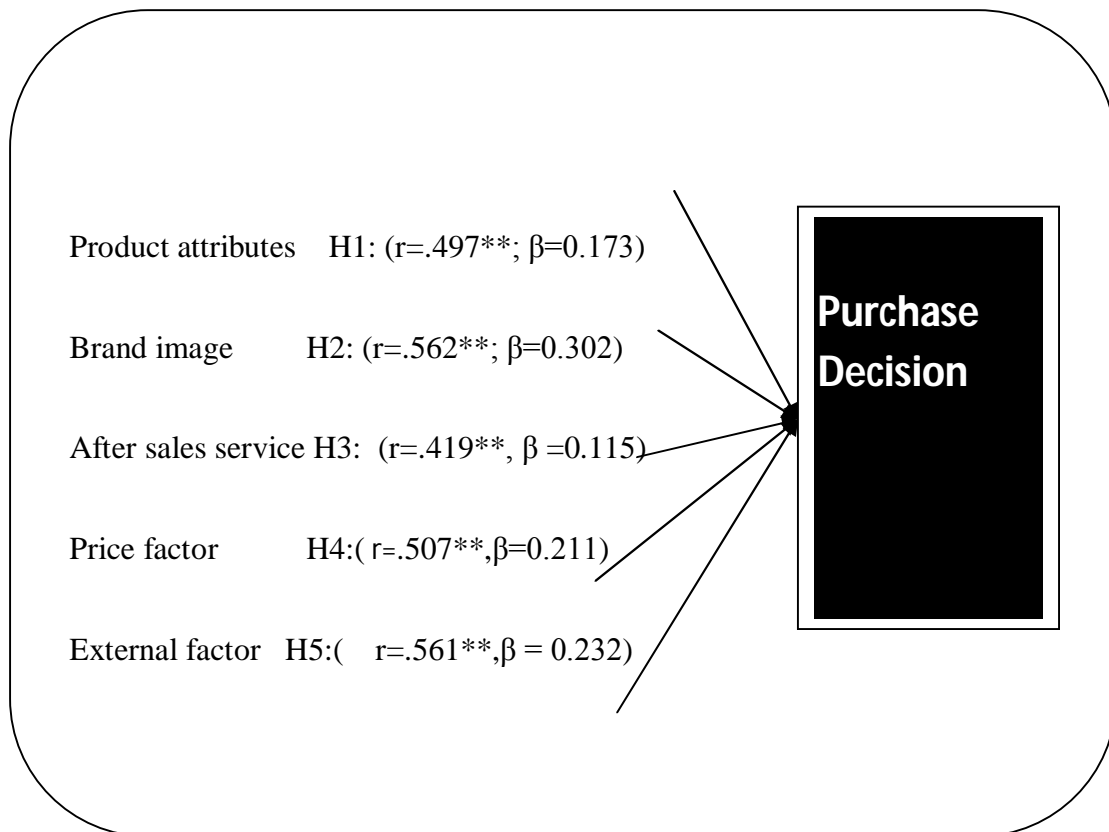 Product attributes H1: (r=.497**; β=0.173)
Brand image H2: (r=.562**; β=0.302)
After sales service H3: (r=.419**, β =0.115)
Price factor H4:( r=.507**,β=0.211)
External factor H5:( r=.561**,β = 0.232)
Purchase
Decision